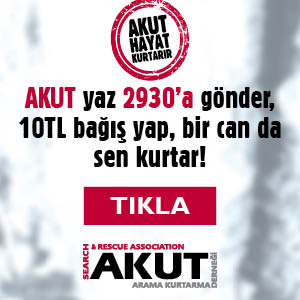 AKUT
HAYAT
KURTARIR
AKUT yaz 2930'a gönder,
10TL bağış yap, bir can da
sen kurtar!
TIKLA
SEARCH & RESCUE ASSOCIATION
AKUT
ARAMA KURTARMA DERNEĞİ